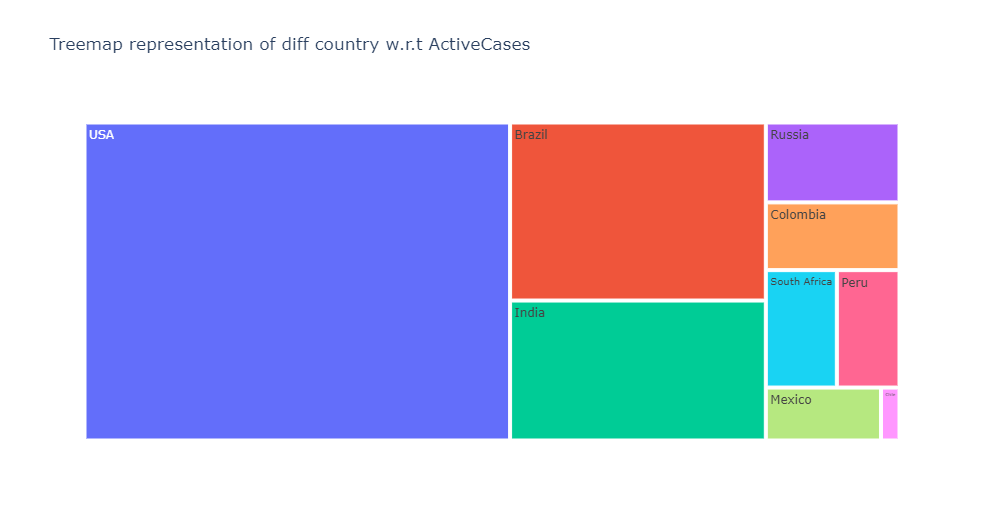 Treemap representation of diff country w.r.t ActiveCases
USA
Brazil
Russia
Colombia
South Africa
Peru
India
Mexico